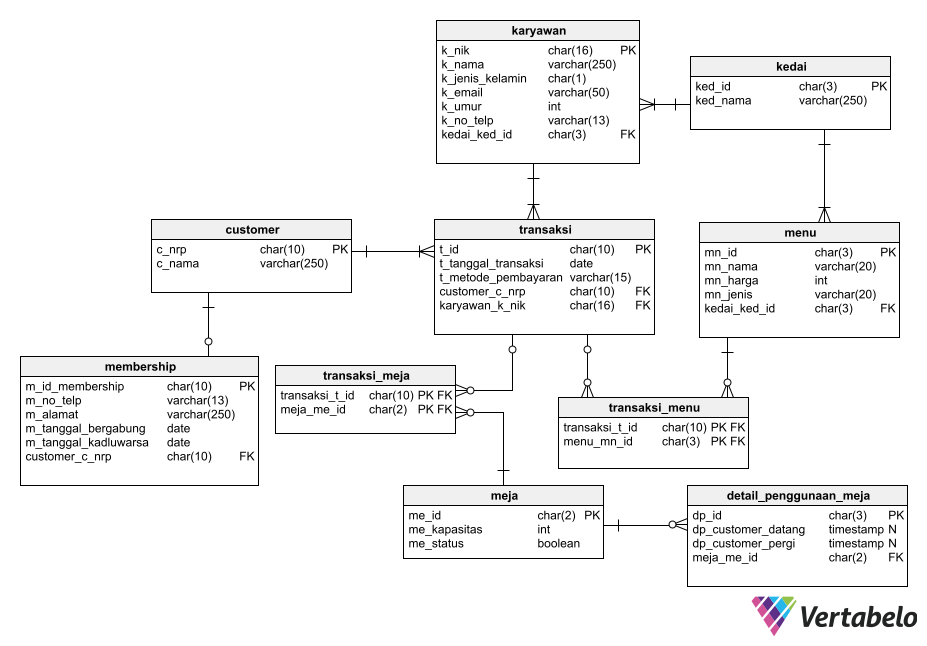 karyawan
k_nik char(16) PK
k_nama varchar(250)
k_jenis_kelamin char(1)
k_email varchar(50)
k_umur int
k_no_telp varchar(13)
kedai_ked_id char(3) FK
kedai
ked_id char(3) PK
ked_nama varchar(250)
customer
c_nrp char(10) PK
c_nama varchar(250)
transaksi
t_id char(10) PK
t_tanggal_transaksi date
t_metode_pembayaran varchar(15)
customer_c_nrp char(10) FK
karyawan_k_nik char(16) FK
menu
mn_id char(3) PK
mn_nama varchar(20)
mn_harga int
mn_jenis varchar(20)
kedai_ked_id char(3) FK
membership
m_id_membership char(10) PK
m_no_telp varchar(13)
m_alamat varchar(250)
m_tanggal_bergabung date
m_tanggal_kadluwarsa date
customer_c_nrp char(10) FK
transaksi_meja
transaksi_t_id char(10) PK FK
meja_me_id char(2) PK FK
transaksi_menu
transaksi_t_id char(10) PK FK
menu_mn_id char(3) PK FK
meja
me_id char(2) PK
me_kapasitas int
me_status boolean
detail_penggunaan_meja
dp_id char(3) PK
dp_customer_datang timestamp N
dp_customer_pergi timestamp N
meja_me_id char(2) FK
Vertabelo